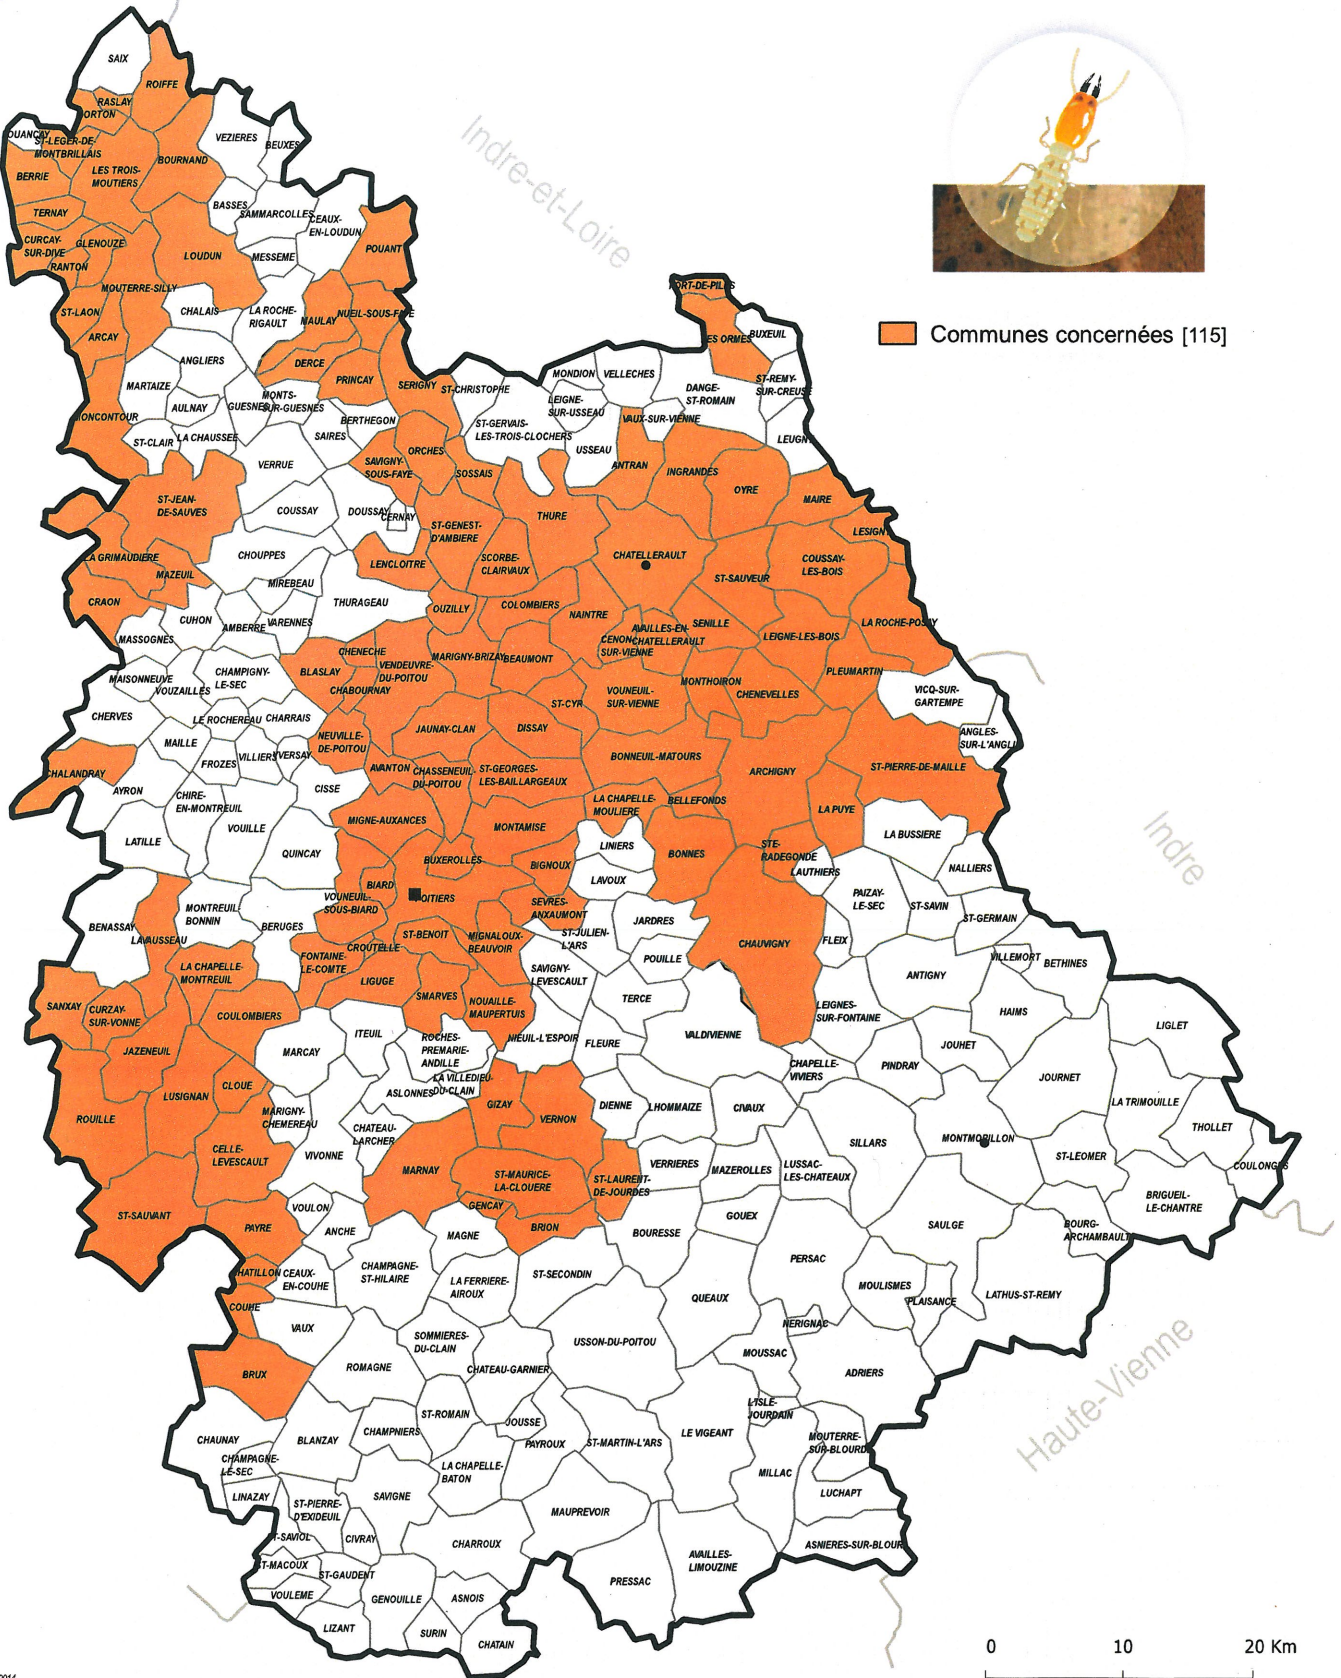 SAIX
ROIFFE
RASLAY
ORTON
OUANCAY
ST-LEGER-DE-
MONTBRILLAIS
VEZIERES
BEUXES
BERRIE
LES TROIS-
MOUTIERS
BOURNAND
TERNAY
BASSES
SAMMARCOLLES
CEAUX-
EN-LOUDUN
CURCAY-
SUR-DIVE
GLENOUZE
RANTON
LOUDUN
MESSEME
POUANT
MOUTERRE-SILLY
ST-LAON
ARCAY
CHALAIS
LA ROCHE-
RIGAULT
MAULAY
NUEIL-SOUS-FAYE
ANGLIERS
DERCE
PRINCAY
SERIGNY
MARTAIZE
AULNAY
GUESNES
MONTS-
SUR-GUESNES
BERTHEGON
ONCONTOUR
ST-CLAIR
LA CHAUSSEE
SAIRES
VERRUE
ORCHES
SAVIGNY-
SOUS-FAYE
SOSSAIS
ST-CHRISTOPHE
ST-GERVAIS-
LES-TROIS-CLOCHERS
MONDION
VELLECHES
LEIGNE-
SUR-USSEAU
USSEAU
VAUX-SUR-VIENNE
DANGE-
ST-ROMAIN
ORT-DE-PILES
ES ORMES
BUXEUIL
ST-REMY-
SUR-CREUSE
LEUGN
ANTRAN
INGRANDES
OYRE
MAIRE
LESIGN
Indre-et-Loire
Communes concernées [115]
ST-JEAN-
DE-SAUVES
COUSSAY
DOUSSAY
CERNAY
ST-GENEST-
D'AMBIERE
THURE
CHATELLERAULT
COUSSAY-
LES-BOIS
LA GRIMAUDIERE
MAZEUIL
CHOUPPES
MIREBEAU
LENCLOITRE
SCORBE-
CLAIRVAUX
ST-SAUVEUR
CRAON
CUHON
AMBERRE
VARENNES
THURAGEAU
OUZILLY
COLOMBIERS
NAINTRE
AVAILLES-EN-
CHATELLERAULT
CENON-
SUR-VIENNE
SENILLE
LEIGNE-LES-BOIS
LA ROCHE-POSAY
MASSOGNES
MAISONNEUVE
VOUZAILLES
CHAMPIGNY-
LE-SEC
BLASLAY
CHENECHE
CHABOURNAY
VENDEUVRE-
DU-POITOU
MARIGNY-BRIZAY
BEAUMONT
MONTHOIRON
CHENEVELLES
PLEUMARTIN
VICQ-SUR-
GARTEMPE
CHERVES
LE ROCHEREAU
CHARRAIS
NEUVILLE-
DE-POITOU
JAUNAY-CLAN
DISSAY
ST-CYR
VOUNEUIL-
SUR-VIENNE
ANGLES-
SUR-L'ANGLI
MAILLE
FROZES
VILLIERS
YVERSAY
AVANTON
CHASSENEUIL-
DU-POITOU
ST-GEORGES-
LES-BAILLARGEAUX
BONNEUIL-MATOURS
ARCHIGNY
ST-PIERRE-DE-MAILLE
CHALANDRAY
AYRON
CHIRE-
EN-MONTREUIL
CISSE
LA CHAPELLE-
MOULIERE
BELLEFONDS
LA PUYE
LATILLE
VOUILLE
QUINCAY
MIGNE-AUXANCES
MONTAMISE
LINIERS
BONNES
STE-
RADEGONDE
LAUTHIERS
LA BUSSIERE
NALLIERS
BUXEROLLES
BIGNOUX
LAVOUX
BIARD
OITIERS
VOUNEUIL-
SOUS-BIARD
SEVRES-
ANXAUMONT
PAIZAY-
LE-SEC
ST-SAVIN
ST-GERMAIN
BENASSAY
LAVAUSSEAU
MONTREUIL-
BONNIN
BERUGES
CROUTELLE
ST-BENOIT
MIGNALOUX-
BEAUVOIR
ST-JULIEN-
L'ARS
JARDRES
POUILLE
CHAUVIGNY
FLEIX
VILLEMORT
BETHINES
LA CHAPELLE-
MONTREUIL
FONTAINE-
LE-COMTE
LIGUGE
SMARVES
NOUAILLE-
MAUPERTUIS
SAVIGNY-
LEVESCAULT
TERCE
ANTIGNY
HAIMS
SANXAY
CURZAY-
SUR-VONNE
COULOMBIERS
LEIGNES-
SUR-FONTAINE
LIGLET
JAZENEUIL
MARCAY
ITEUIL
ROCHES-
PREMARIE-
ANDILLE
NIEUIL-L'ESPOIR
FLEURE
VALDIVIENNE
CHAPELLE-
VIVIERS
PINDRAY
JOUHET
JOURNET
LUSIGNAN
CLOUE
ASLONNES
LA VILLEDIEU-
DU-CLAIN
GIZAY
VERNON
DIENNE
LHOMMAIZE
CIVAUX
LA TRIMOUILLE
THOLLET
ROUILLE
MARIGNY-
CHEMEREAU
CHATEAU-
LARCHER
VIVONNE
CELLE-
LEVESCAULT
MARNAY
ST-MAURICE-
LA-CLOUERE
ST-LAURENT-
DE-JOURDES
VERRIERES
MAZEROLLES
LUSSAC-
LES-CHATEAUX
SILLARS
MONTMORILLON
ST-LEOMER
COULONGES
BRIGUEIL-
LE-CHANTRE
ST-SAUVANT
PAYRE
VOULON
ANCHE
GENCAY
BRION
MAGNE
BOURESSE
GOUEX
SAULGE
BOURG-
ARCHAMBAULT
HATILLON
CEAUX-
EN-COUHE
CHAMPAGNE-
ST-HILAIRE
LA FERRIERE-
AIROUX
ST-SECONDIN
PERSAC
QUEAUX
MOULISMES
PLAISANCE
LATHUS-ST-REMY
COUHE
VAUX
SOMMIERES-
DU-CLAIN
USSON-DU-POITOU
NERIGNAC
MOUSSAC
BRUX
ROMAGNE
CHATEAU-GARNIER
ADRIERS
CHAUNAY
BLANZAY
CHAMPNIERS
ST-ROMAIN
JOUSSE
PAYROUX
ST-MARTIN-L'ARS
LE VIGEANT
L'ISLE-
JOURDAIN
MOUTERRE-
SUR-BLOURD
CHAMPAGNE-
LE-SEC
LINAZAY
LA CHAPELLE-
BATON
SAVIGNE
MILLAC
LUCHAPT
ST-PIERRE-
D'EXIDEUIL
MAUPREVOIR
ST-SAVIOL
CIVRAY
CHARROUX
AVAILLES-
LIMOUZINE
ASNIERES-SUR-BLOUR
ST-MACOUX
ST-GAUDENT
VOULEME
GENOUILLE
ASNOIS
PRESSAC
LIZANT
SURIN
CHATAIN
Indre
Haute-Vienne
0 10 20 Km